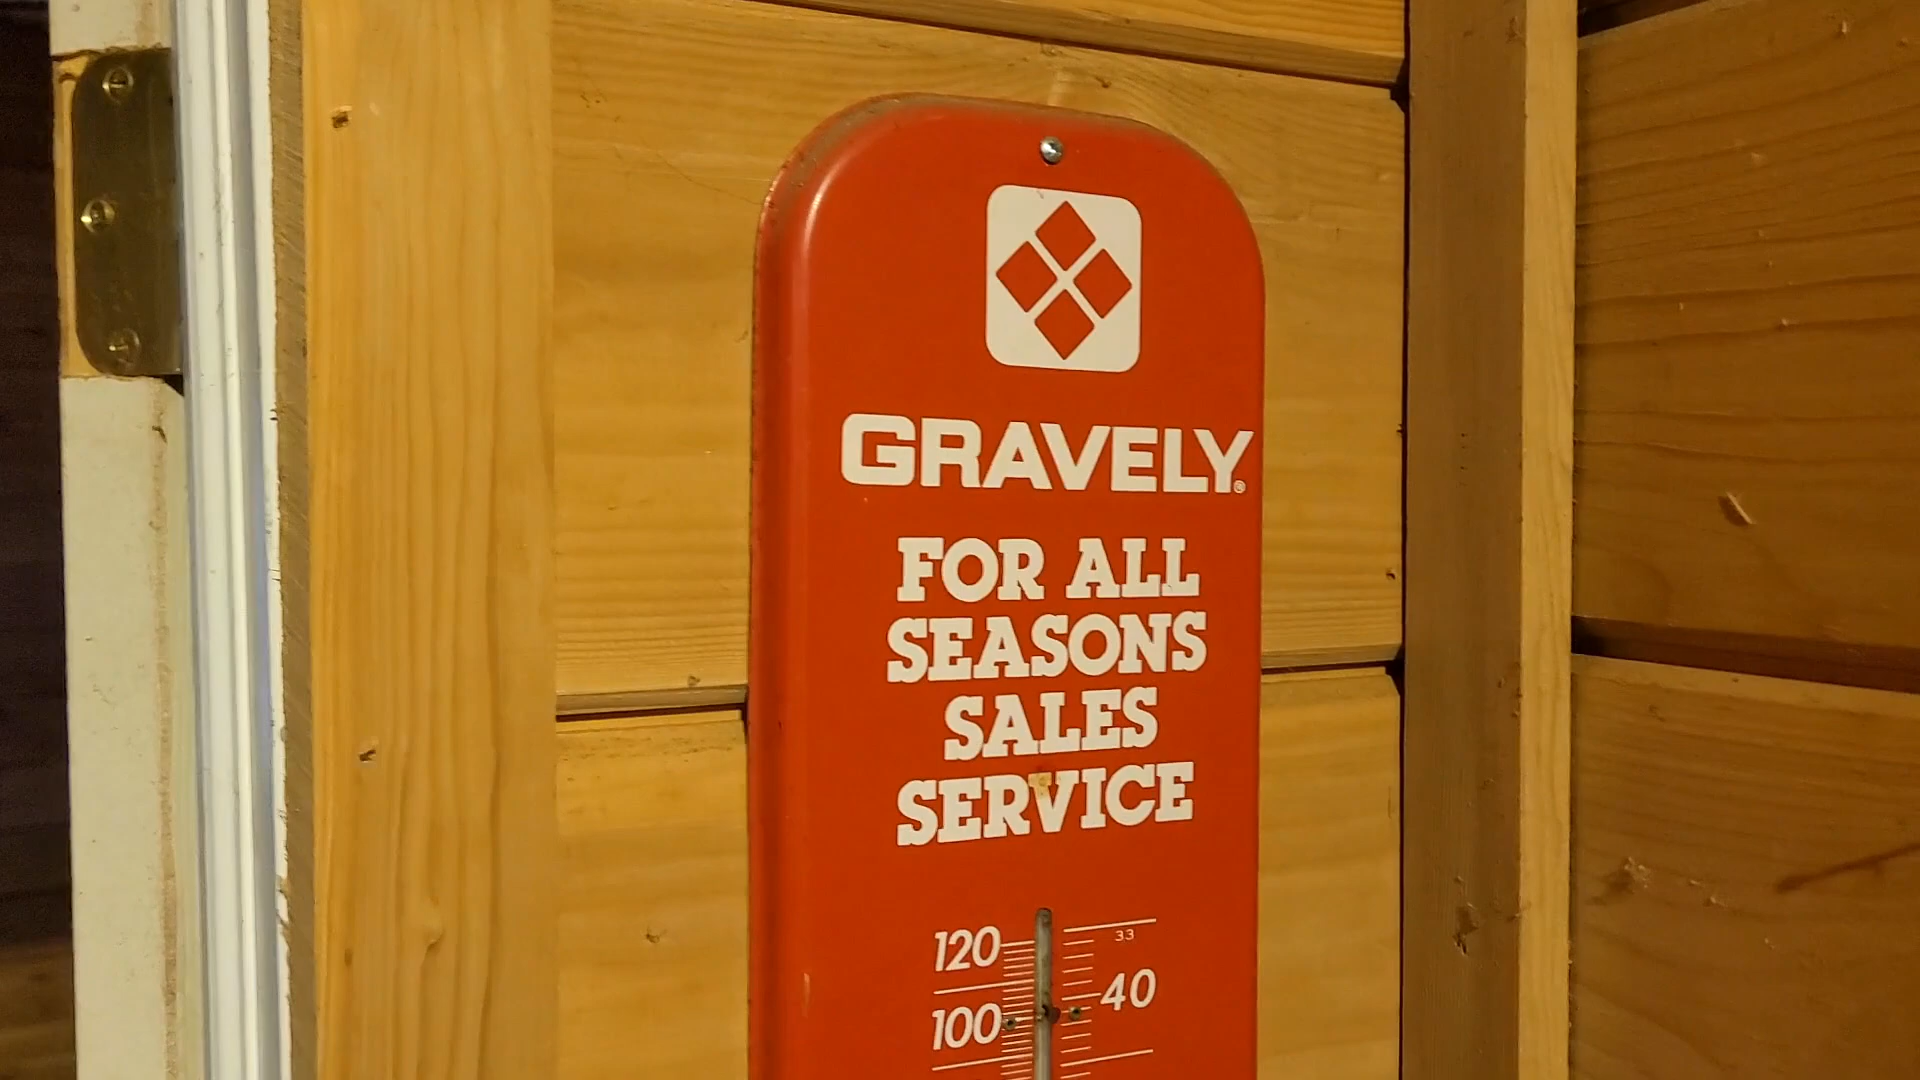 GRAVELY®
FOR ALL
SEASONS
SALES
SERVICE
120
33
40
100